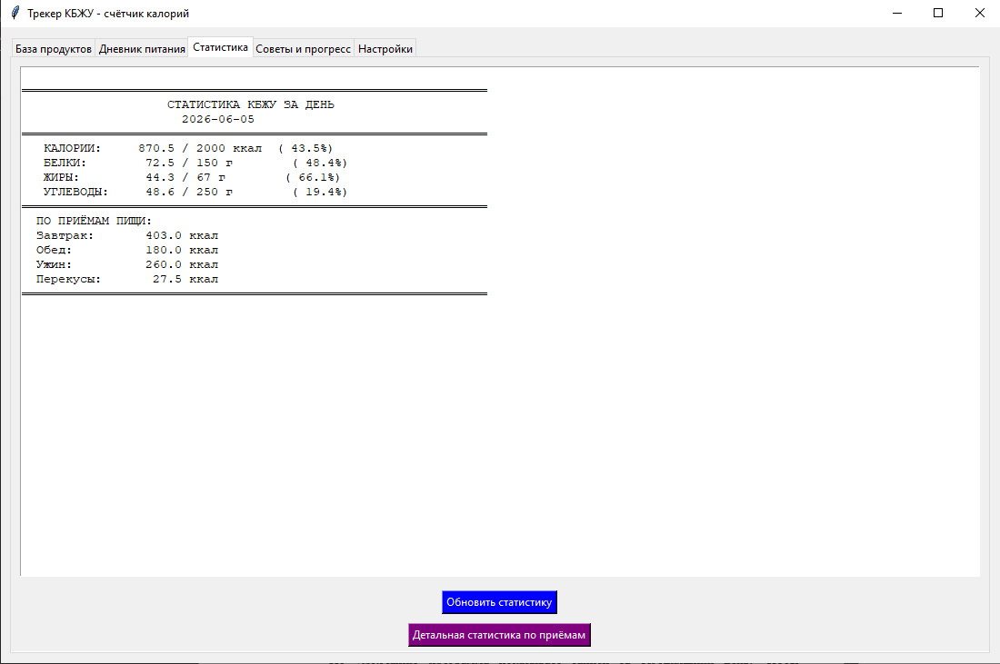 Трекер КБЖУ - счётчик калорий
База продуктов Дневник питания Статистика Советы и прогресс Настройки
СТАТИСТИКА КБЖУ ЗА ДЕНЬ
2026-06-05
КАЛОРИИ: 870.5 / 2000 ккал ( 43.5%)
БЕЛКИ: 72.5 / 150 г ( 48.4%)
ЖИРЫ: 44.3 / 67 г ( 66.1%)
УГЛЕВОДЫ: 48.6 / 250 г ( 19.4%)
ПО ПРИЁМАМ ПИЩИ:
Завтрак: 403.0 ккал
Обед: 180.0 ккал
Ужин: 260.0 ккал
Перекусы: 27.5 ккал
Обновить статистику
Детальная статистика по приёмам